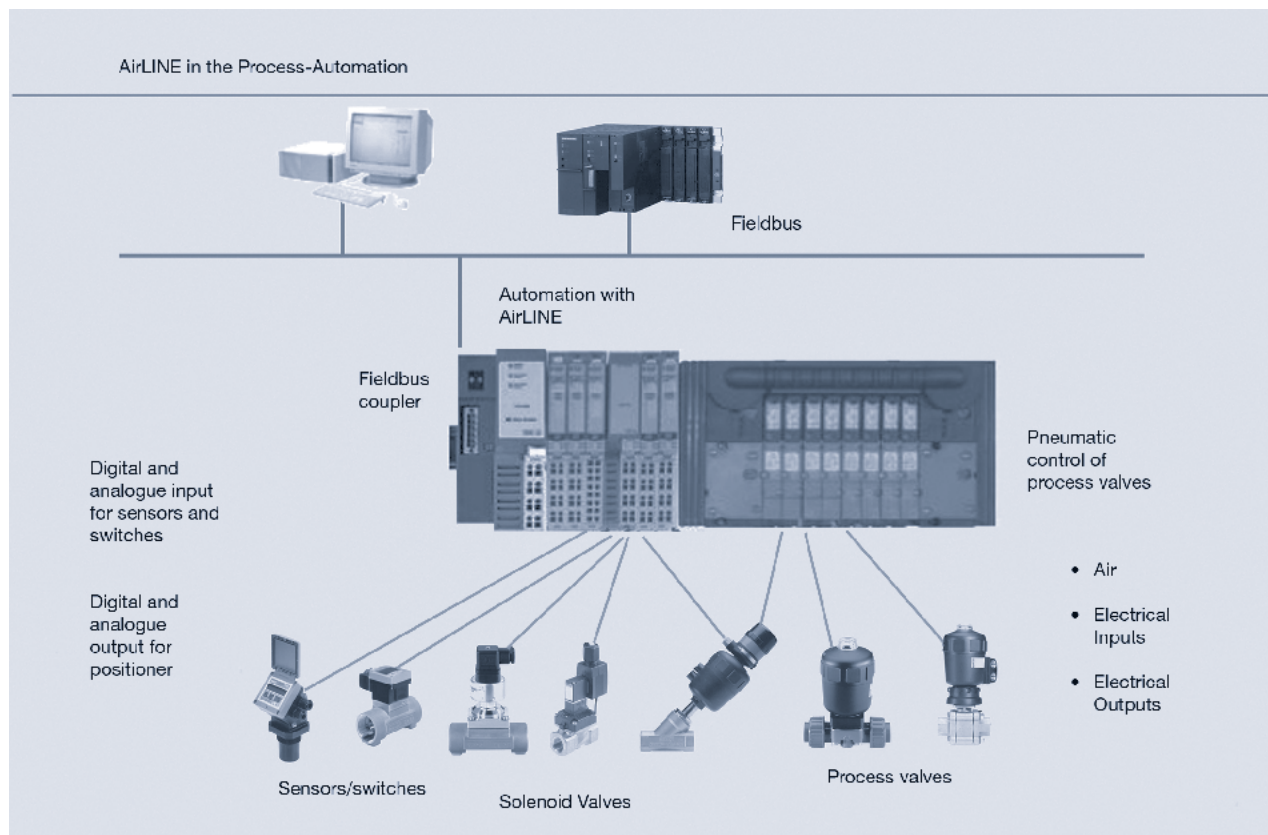 AirLINE in the Process-Automation
Fieldbus
Automation with
AirLINE
Fieldbus
coupler
Pneumatic
control of
process valves
Digital and
analogue input
for sensors and
switches
• Air
Digital and
analogue
output for
positioner
• Electrical
Inputs
• Electrical
Outputs
Sensors/switches
Solenoid Valves
Process valves